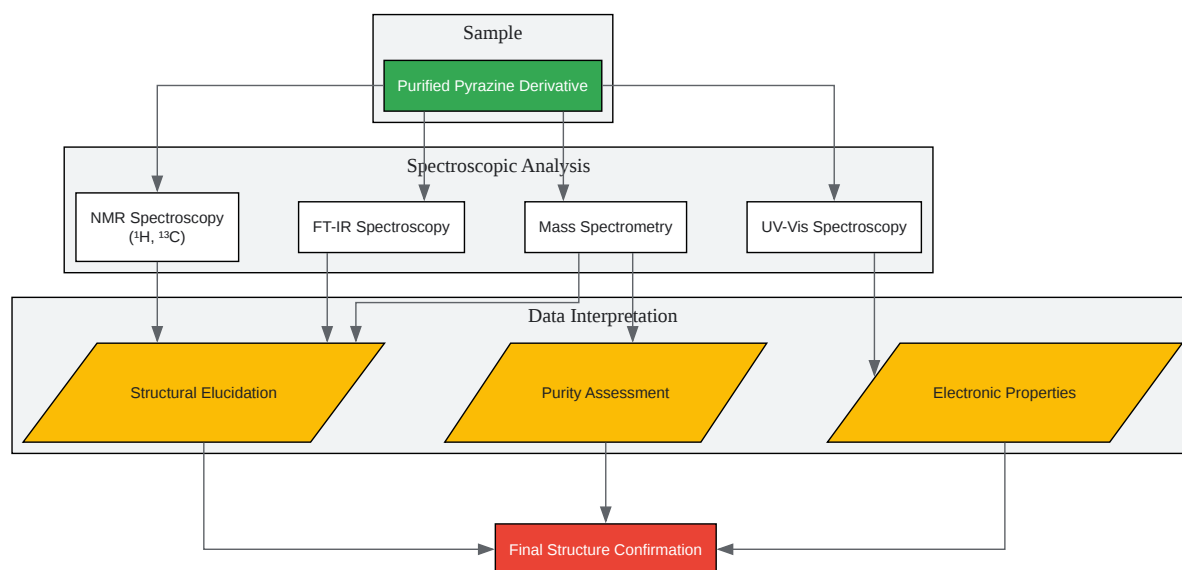 Sample
Purified Pyrazine Derivative
Spectroscopic Analysis
NMR Spectroscopy
(¹H, ¹³C)
FT-IR Spectroscopy
Mass Spectrometry
UV-Vis Spectroscopy
Data Interpretation
Structural Elucidation
Purity Assessment
Electronic Properties
Final Structure Confirmation